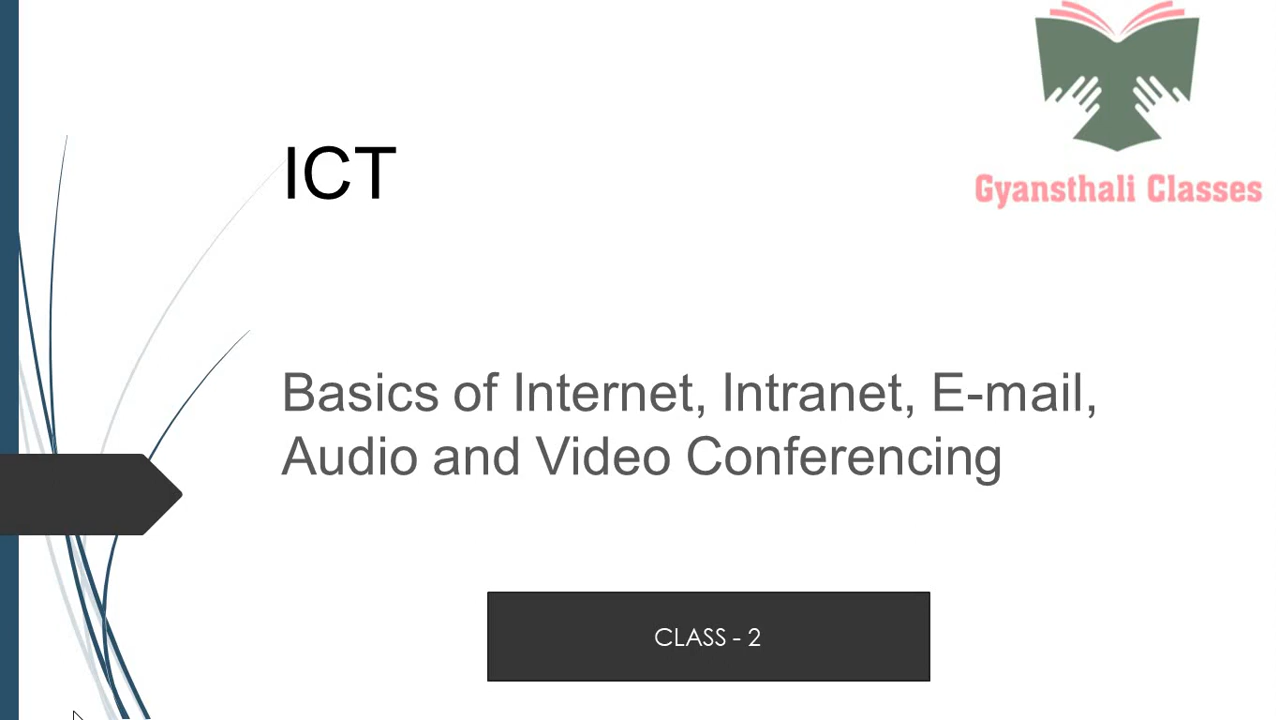 ICT
Gyansthali Classes
Basics of Internet, Intranet, E-mail,
Audio and Video Conferencing
CLASS - 2